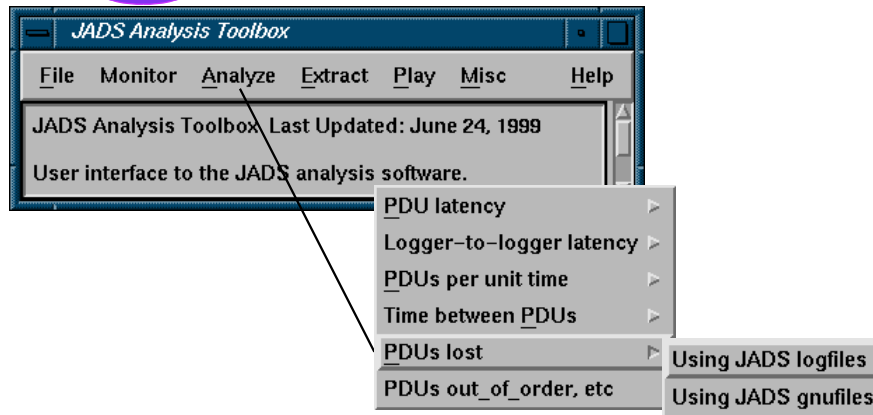 JADS Analysis Toolbox
File Monitor Analyze Extract Play Misc Help
JADS Analysis Toolbox Last Updated: June 24, 1999
User interface to the JADS analysis software.
PDU latency
Logger-to-logger latency
PDUs per unit time
Time between PDUs
PDUs lost
PDUs out_of_order, etc
Using JADS logfiles
Using JADS gnufiles